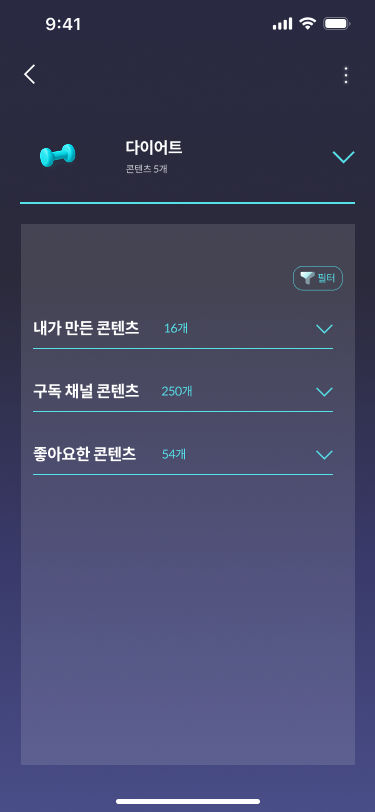 9:41
다이어트
콘텐츠 5개
필터
내가 만든 콘텐츠 16개
구독 채널 콘텐츠 250개
좋아요한 콘텐츠 54개